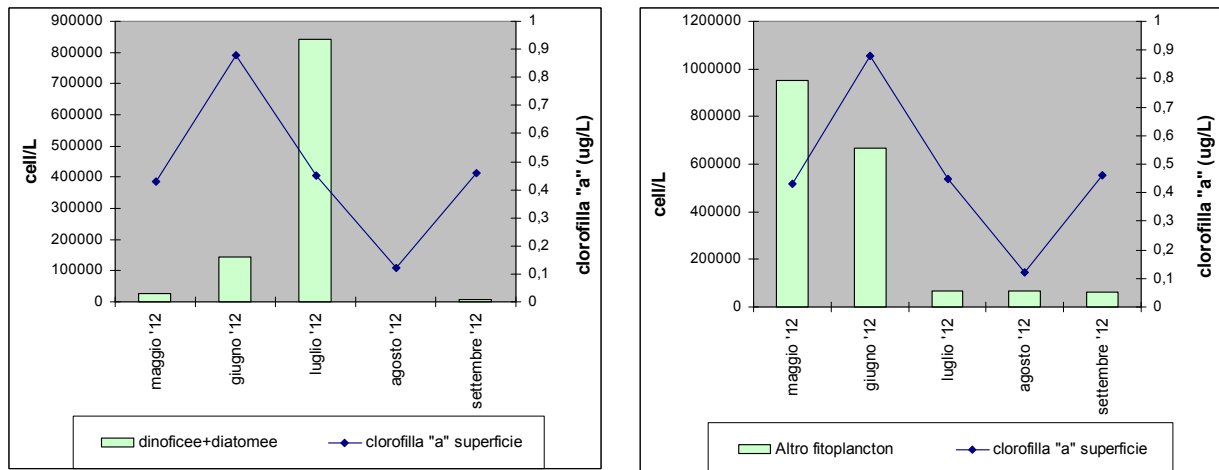 900000
800000
700000
600000
500000
400000
300000
200000
100000
0
cell/L
1
0,9
0,8
0,7
0,6
0,5
0,4
0,3
0,2
0,1
0
clorofilla "a" (ug/L)
maggio '12
giugno '12
luglio '12
agosto '12
settembre '12
dinoficee+diatomee
clorofilla "a" superficie
1200000
1000000
800000
600000
400000
200000
0
cell/L
1
0,9
0,8
0,7
0,6
0,5
0,4
0,3
0,2
0,1
0
clorofilla "a" (ug/L)
maggio '12
giugno '12
luglio '12
agosto '12
settembre '12
Altro fitoplancton
clorofilla "a" superficie